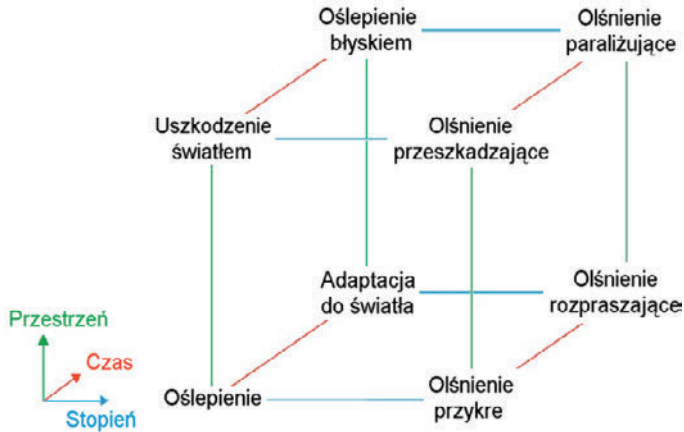 Oślepienie
błyskiem
Olśnienie
paraliżujące
Uszkodzenie
światłem
Olśnienie
przeszkadzające
Adaptacja
do światła
Olśnienie
rozpraszające
Przestrzeń
Czas
Stopień
Oślepienie
Olśnienie
przykre